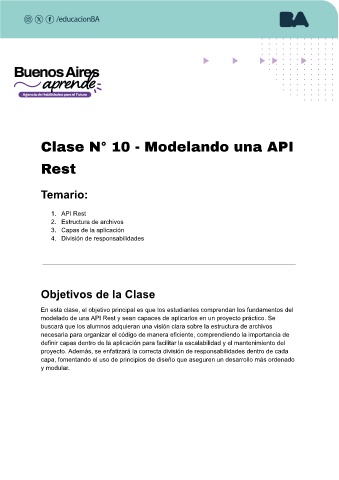 /educacionBA
BA
Buenos Aires
aprende
Agencia de Habilidades para el Futuro
Clase N° 10 - Modelando una API
Rest
Temario:
1. API Rest
2. Estructura de archivos
3. Capas de la aplicación
4. División de responsabilidades
Objetivos de la Clase
En esta clase, el objetivo principal es que los estudiantes comprendan los fundamentos del
modelado de una API Rest y sean capaces de aplicarlos en un proyecto práctico. Se
buscará que los alumnos adquieran una visión clara sobre la estructura de archivos
necesaria para organizar el código de manera eficiente, comprendiendo la importancia de
definir capas dentro de la aplicación para facilitar la escalabilidad y el mantenimiento del
proyecto. Además, se enfatizará la correcta división de responsabilidades dentro de cada
capa, fomentando el uso de principios de diseño que aseguren un desarrollo más ordenado
y modular.